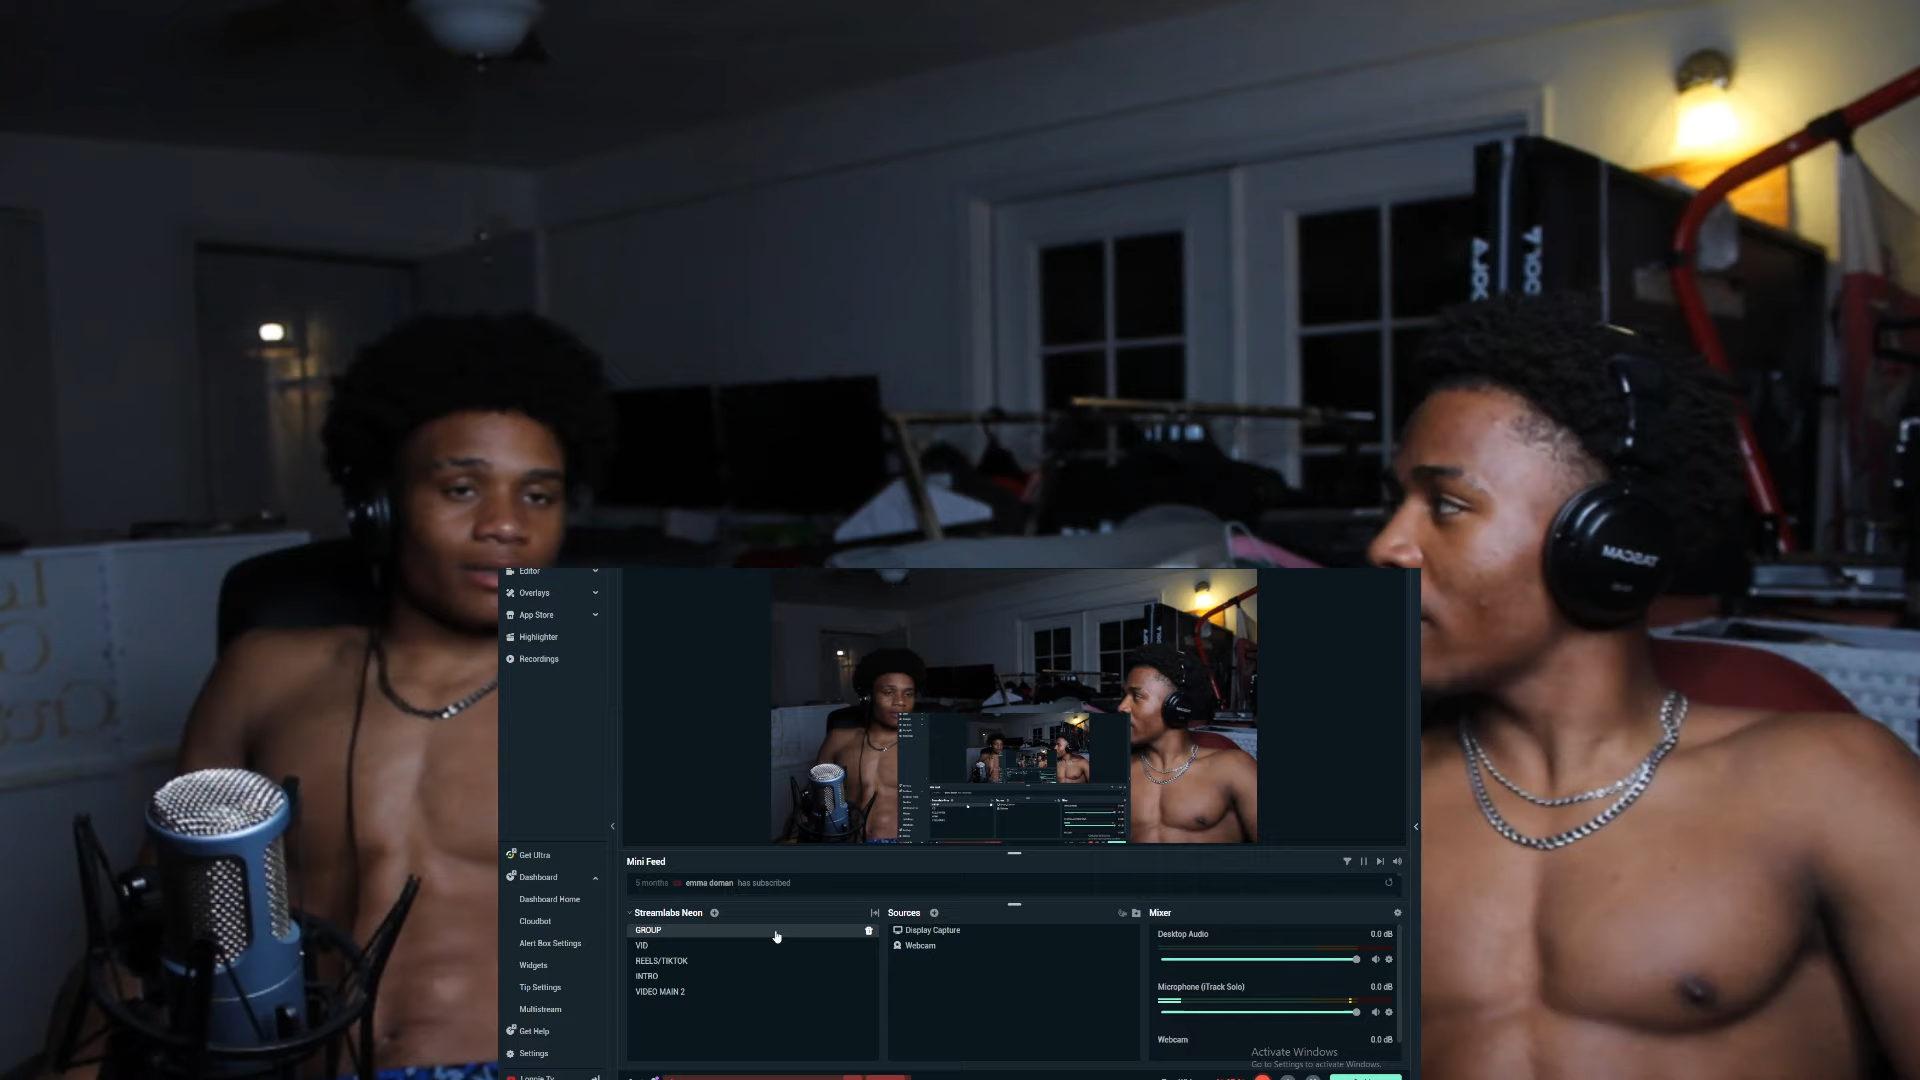 Editor
Overlays
App Store
Highlighter
Recordings
Get Ultra
Dashboard
Dashboard Home
Cloudbot
Alert Box Settings
Widgets
Tip Settings
Multistream
Get Help
Settings
Mini Feed
5 months emma doman has subscribed
Streamlabs Neon
GROUP
VID
REELS/TIKTOK
INTRO
VIDEO MAIN 2
Sources
Display Capture
Webcam
Mixer
Desktop Audio 0.0 dB
Microphone (iTrack Solo) 0.0 dB
Webcam 0.0 dB
Activate Windows
Go to Settings to activate Windows.
TASCAM